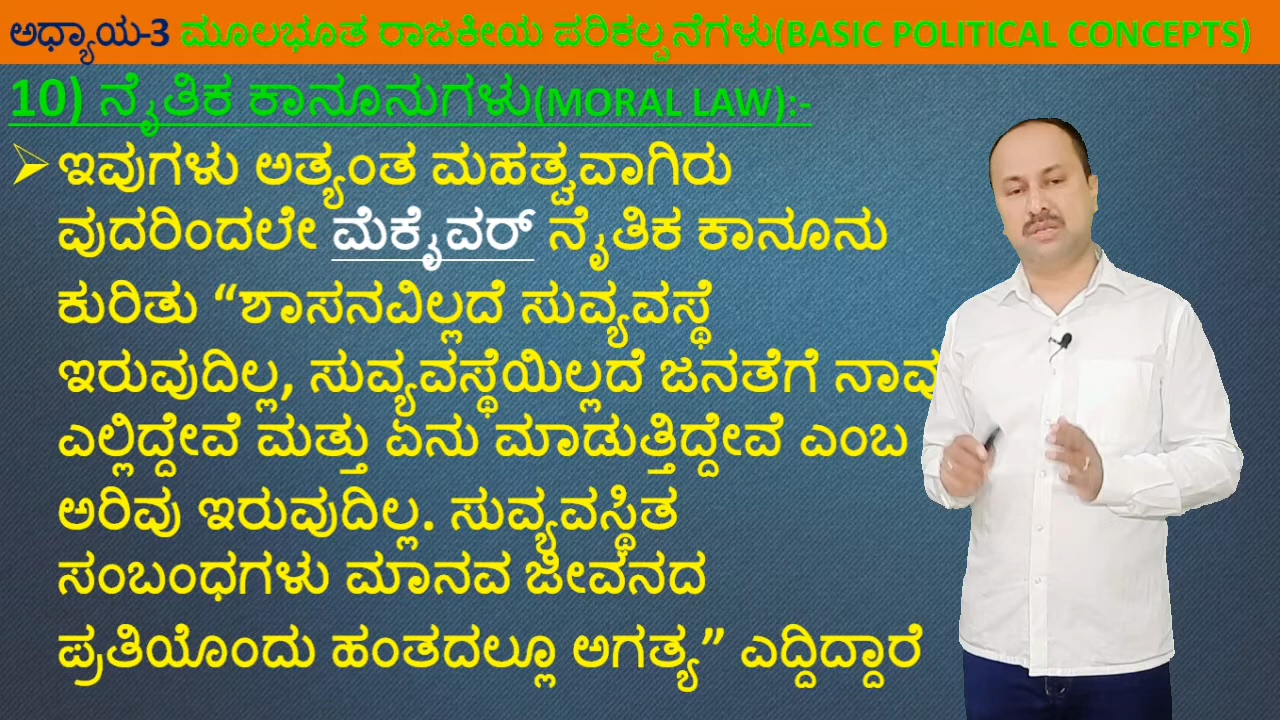 ಅಧ್ಯಾಯ-3 ಮೂಲಭೂತ ರಾಜಕೀಯ ಪರಿಕಲ್ಪನೆಗಳು(BASIC POLITICAL CONCEPTS)
10) ನೈತಿಕ ಕಾನೂನುಗಳು(MORAL LAW):-
➢ಇವುಗಳು ಅತ್ಯಂತ ಮಹತ್ವವಾಗಿರು
ವುದರಿಂದಲೇ ಮೆಕೈವರ್ ನೈತಿಕ ಕಾನೂನು
ಕುರಿತು “ಶಾಸನವಿಲ್ಲದೆ ಸುವ್ಯವಸ್ಥೆ
ಇರುವುದಿಲ್ಲ, ಸುವ್ಯವಸ್ಥೆಯಿಲ್ಲದೆ ಜನತೆಗೆ ನಾವು
ಎಲ್ಲಿದ್ದೇವೆ ಮತ್ತು ಏನು ಮಾಡುತ್ತಿದ್ದೇವೆ ಎಂಬ
ಅರಿವು ಇರುವುದಿಲ್ಲ. ಸುವ್ಯವಸ್ಥಿತ
ಸಂಬಂಧಗಳು ಮಾನವ ಜೀವನದ
ಪ್ರತಿಯೊಂದು ಹಂತದಲ್ಲೂ ಅಗತ್ಯ” ಎದ್ದಿದ್ದಾರೆ